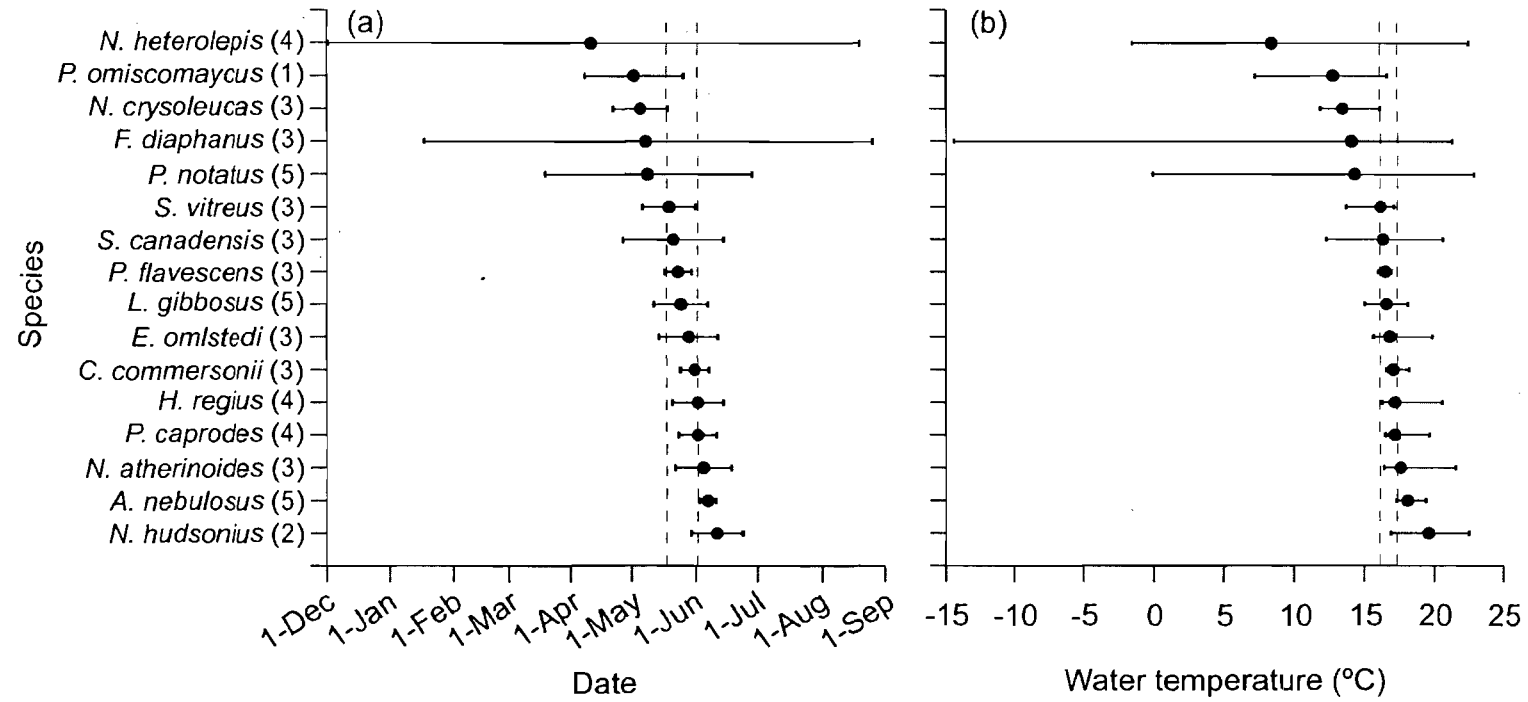 (a)
(b)
N. heterolepis (4)
P. omiscomaycus (1)
N. crysoleucas (3)
F. diaphanus (3)
P. notatus (5)
S. vitreus (3)
S. canadensis (3)
P. flavescens (3)
L. gibbosus (5)
E. omlstedi (3)
C. commersonii (3)
H. regius (4)
P. caprodes (4)
N. atherinoides (3)
A. nebulosus (5)
N. hudsonius (2)
Species
1-Dec 1-Jan 1-Feb 1-Mar 1-Apr 1-May 1-Jun 1-Jul 1-Aug 1-Sep
Date
-15 -10 -5 0 5 10 15 20 25
Water temperature (ºC)